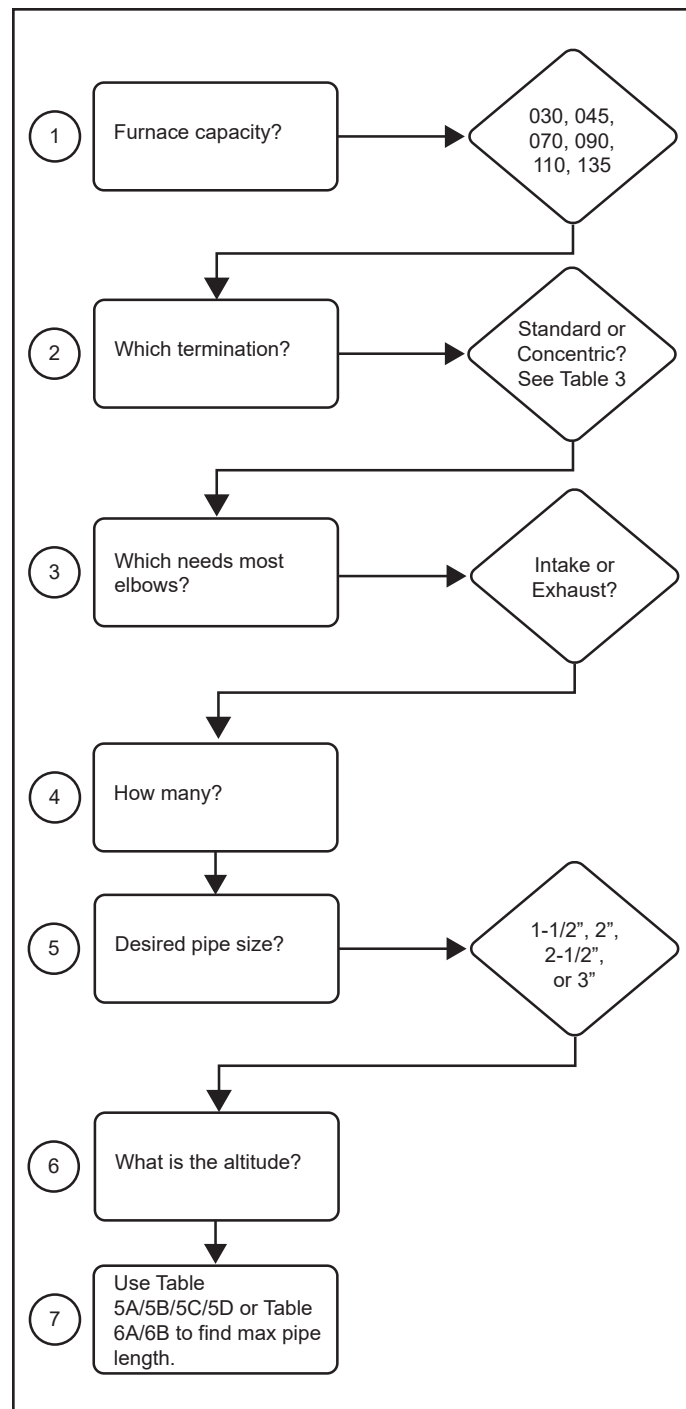 1
Furnace capacity?
030, 045,
070, 090,
110, 135
2
Which termination?
Standard or
Concentric?
See Table 3
3
Which needs most
elbows?
Intake or
Exhaust?
4
How many?
5
Desired pipe size?
1-1/2”, 2”,
2-1/2”,
or 3”
6
What is the altitude?
7
Use Table
5A/5B/5C/5D or Table
6A/6B to find max pipe
length.